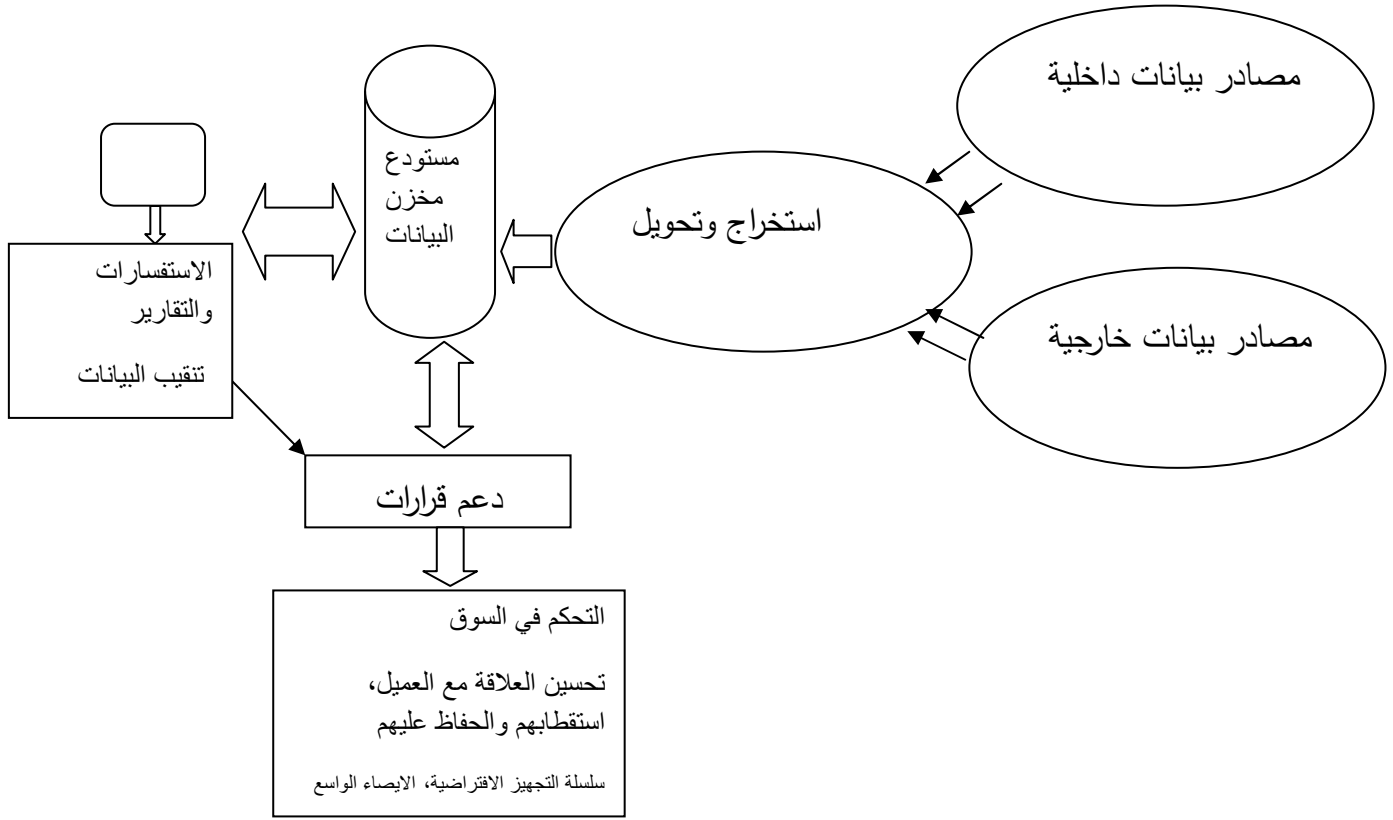 مصادر بيانات داخلية
استخراج وتحويل
مصادر بيانات خارجية
مستودع
مخزن
البيانات
الاستفسارات
والتقارير
تنقيب البيانات
دعم قرارات
التحكم في السوق
تحسين العلاقة مع العميل،
استقطابهم والحفاظ عليهم
سلسلة التجهيز الافتراضية، الايصاء الواسع